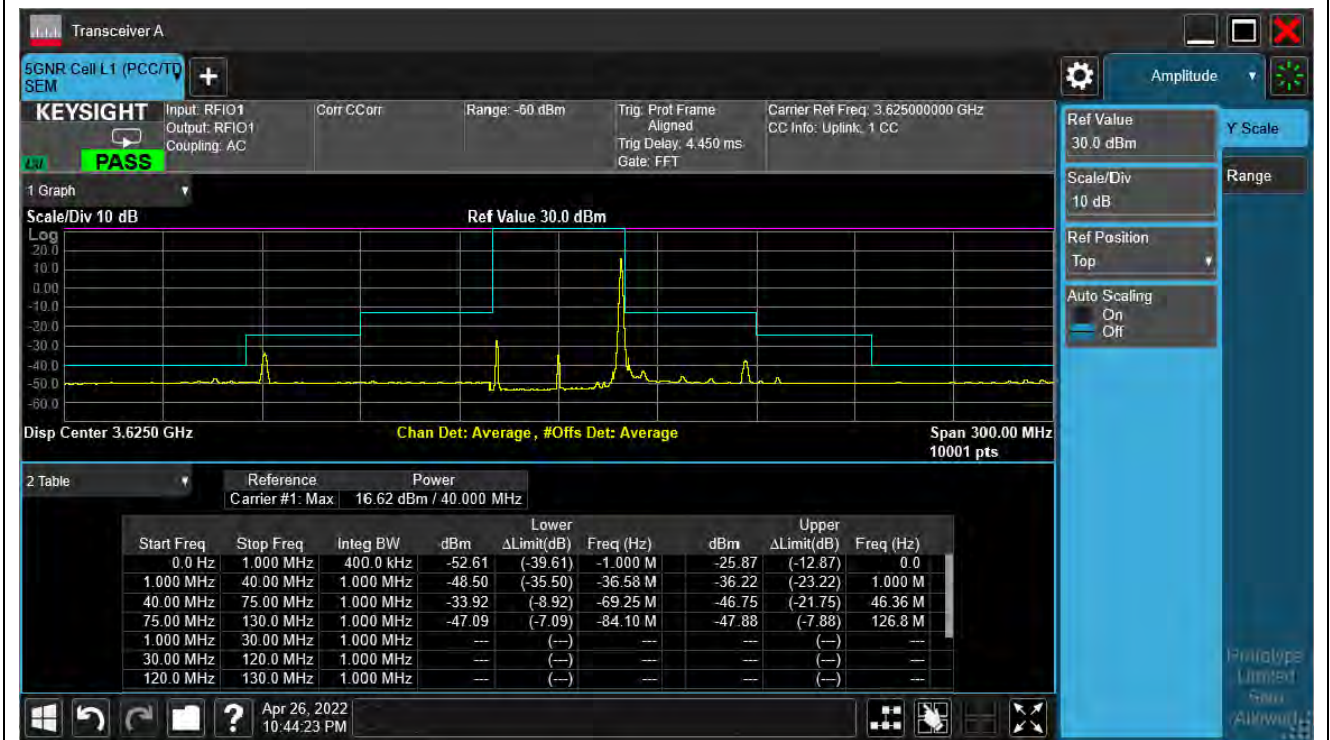 Transceiver A
5GNR Cell L1 (PCC/TD
SEM
+
Amplitude
KEYSIGHT
PASS
Input: RFIO1
Output: RFIO1
Coupling: AC
Corr CCorr
Range: -60 dBm
Trig: Prot Frame
Aligned
Trig Delay: 4.450 ms
Gate: FFT
Carrier Ref Freq: 3.625000000 GHz
CC Info: Uplink, 1 CC
Ref Value
30.0 dBm
Scale/Div
10 dB
Ref Position
Top
Auto Scaling
On
Off
Y Scale
Range
1 Graph
Scale/Div 10 dB Ref Value 30.0 dBm
Log
20.0
10.0
0.00
-10.0
-20.0
-30.0
-40.0
-50.0
-60.0
Disp Center 3.6250 GHz Chan Det: Average , #Offs Det: Average Span 300.00 MHz
10001 pts
2 Table
Reference Power
Carrier #1: Max 16.62 dBm / 40.000 MHz
Lower Upper
Start Freq Stop Freq Integ BW dBm ΔLimit(dB) Freq (Hz) dBm ΔLimit(dB) Freq (Hz)
0.0 Hz 1.000 MHz 400.0 kHz -52.61 (-39.61) -1.000 M -25.87 (-12.87) 0.0
1.000 MHz 40.00 MHz 1.000 MHz -48.50 (-35.50) -36.58 M -36.22 (-23.22) 1.000 M
40.00 MHz 75.00 MHz 1.000 MHz -33.92 (-8.92) -69.25 M -46.75 (-21.75) 46.36 M
75.00 MHz 130.0 MHz 1.000 MHz -47.09 (-7.09) -84.10 M -47.88 (-7.88) 126.8 M
1.000 MHz 30.00 MHz 1.000 MHz --- (---) --- --- (---) ---
30.00 MHz 120.0 MHz 1.000 MHz --- (---) --- --- (---) ---
120.0 MHz 130.0 MHz 1.000 MHz --- (---) --- --- (---) ---
Prototype
Limited
?
Apr 26, 2022
10:44:23 PM